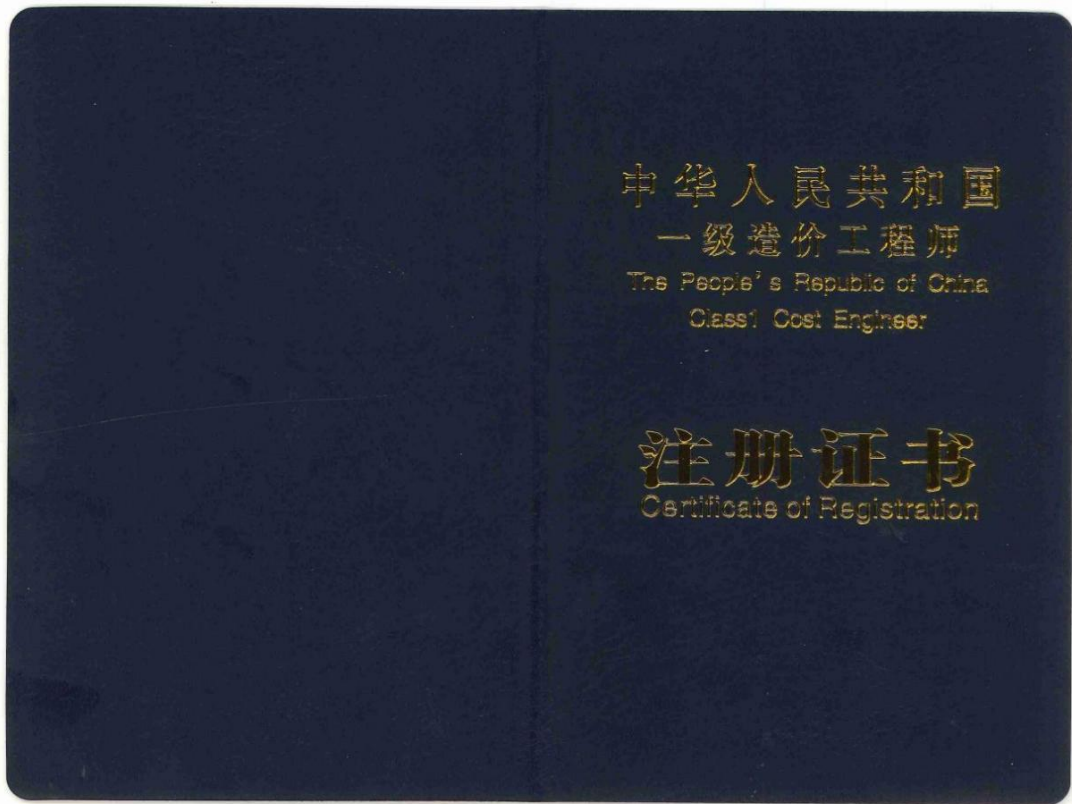 中华人民共和国
一级造价工程师
The People's Republic of China
Class1 Cost Engineer
注册证书
Certificate of Registration